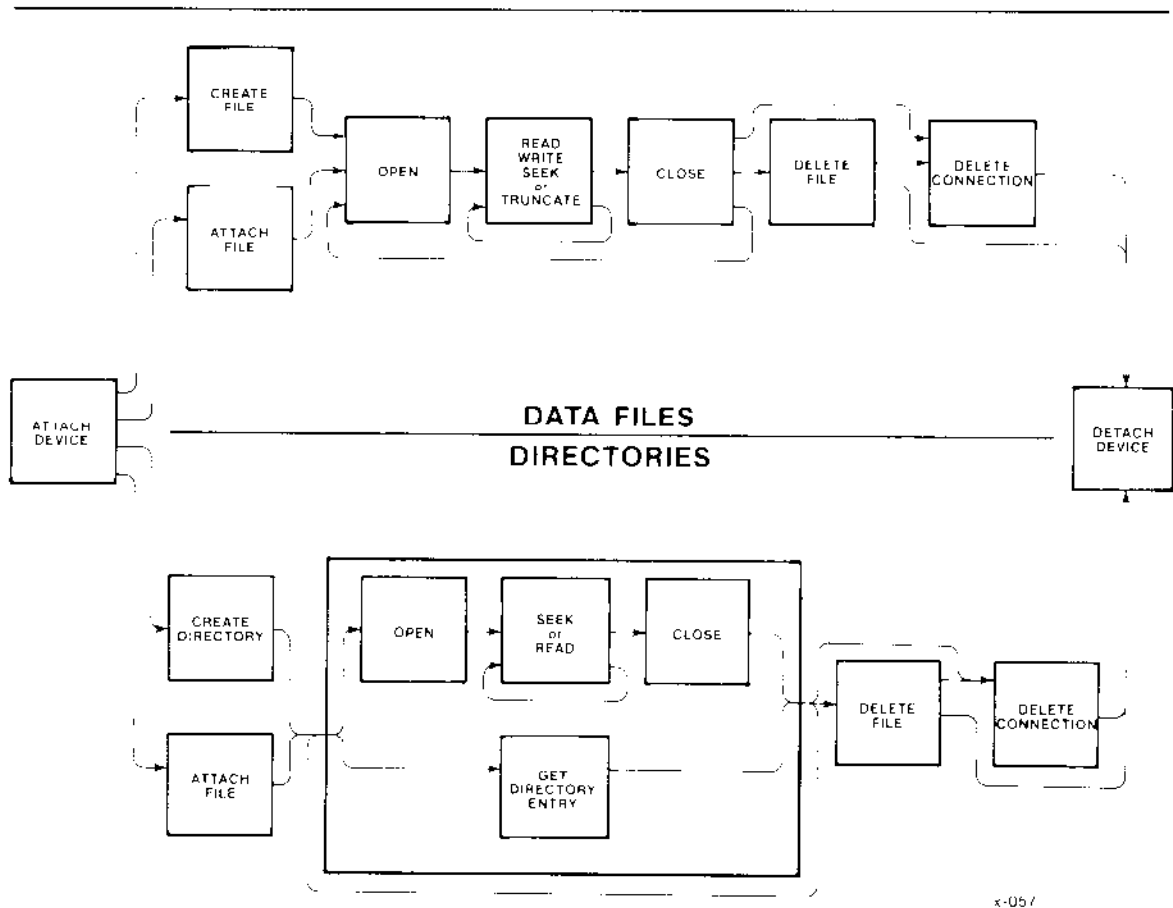 CREATE
FILE
OPEN
READ
WRITE
SEEK
or
TRUNCATE
CLOSE
DELETE
FILE
DELETE
CONNECTION
ATTACH
FILE
ATTACH
DEVICE
DATA FILES
DIRECTORIES
DETACH
DEVICE
CREATE
DIRECTORY
OPEN
SEEK
or
READ
CLOSE
DELETE
FILE
DELETE
CONNECTION
ATTACH
FILE
GET
DIRECTORY
ENTRY
x-057